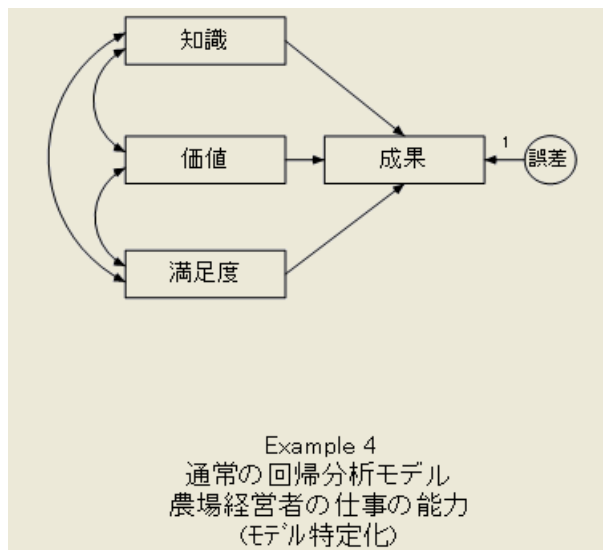 知識
価値
成果
1
誤差
満足度
Example 4
通常の回帰分析モデル
農場経営者の仕事の能力
(モデル特定化)